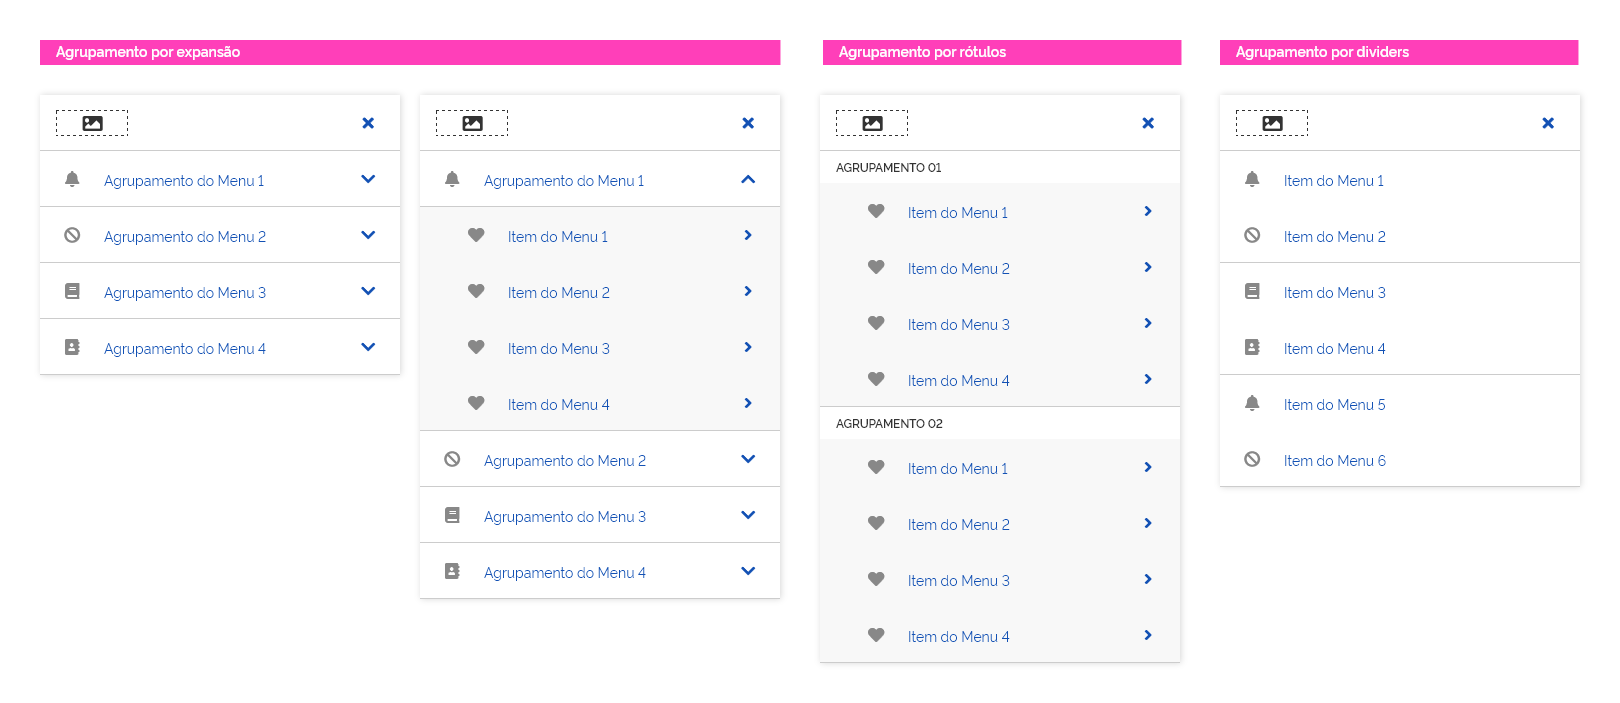 Agrupamento por expansão
Agrupamento do Menu 1
Agrupamento do Menu 2
Agrupamento do Menu 3
Agrupamento do Menu 4
Agrupamento do Menu 1
Item do Menu 1
Item do Menu 2
Item do Menu 3
Item do Menu 4
Agrupamento do Menu 2
Agrupamento do Menu 3
Agrupamento do Menu 4
Agrupamento por rótulos
AGRUPAMENTO 01
Item do Menu 1
Item do Menu 2
Item do Menu 3
Item do Menu 4
AGRUPAMENTO 02
Item do Menu 1
Item do Menu 2
Item do Menu 3
Item do Menu 4
Agrupamento por dividers
Item do Menu 1
Item do Menu 2
Item do Menu 3
Item do Menu 4
Item do Menu 5
Item do Menu 6